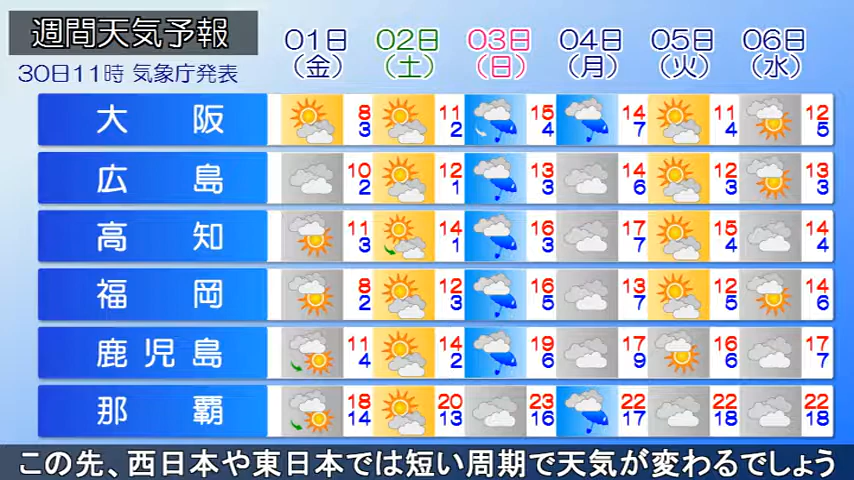 週間天気予報
30日11時 気象庁発表
01日 02日 03日 04日 05日 06日
(金) (土) (日) (月) (火) (水)
大阪 8 3 11 2 15 4 14 7 11 4 12 5
広島 10 2 12 1 13 3 14 6 12 3 13 3
高知 11 3 14 1 16 3 17 7 15 4 14 4
福岡 8 2 12 3 16 5 13 7 12 5 14 6
鹿児島 11 4 14 2 19 6 17 9 16 6 17 7
那覇 18 14 20 13 23 16 22 17 22 18 22 18
この先、西日本や東日本では短い周期で天気が変わるでしょう